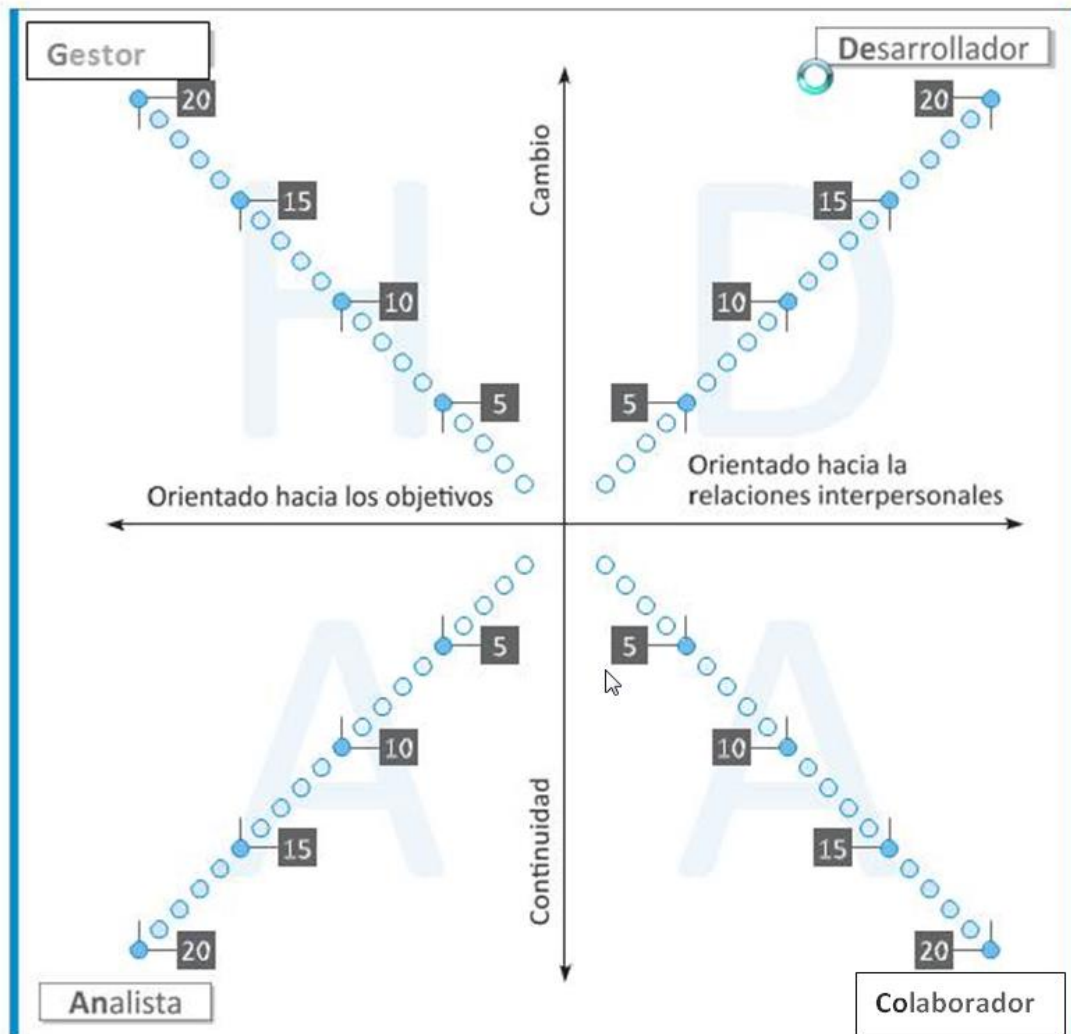 Gestor
Desarrollador
20
20
Cambio
15
15
10
10
5
5
Orientado hacia los objetivos
Orientado hacia la
relaciones interpersonales
5
5
10
10
Continuidad
15
15
20
20
Analista
Colaborador
H
D
A
A